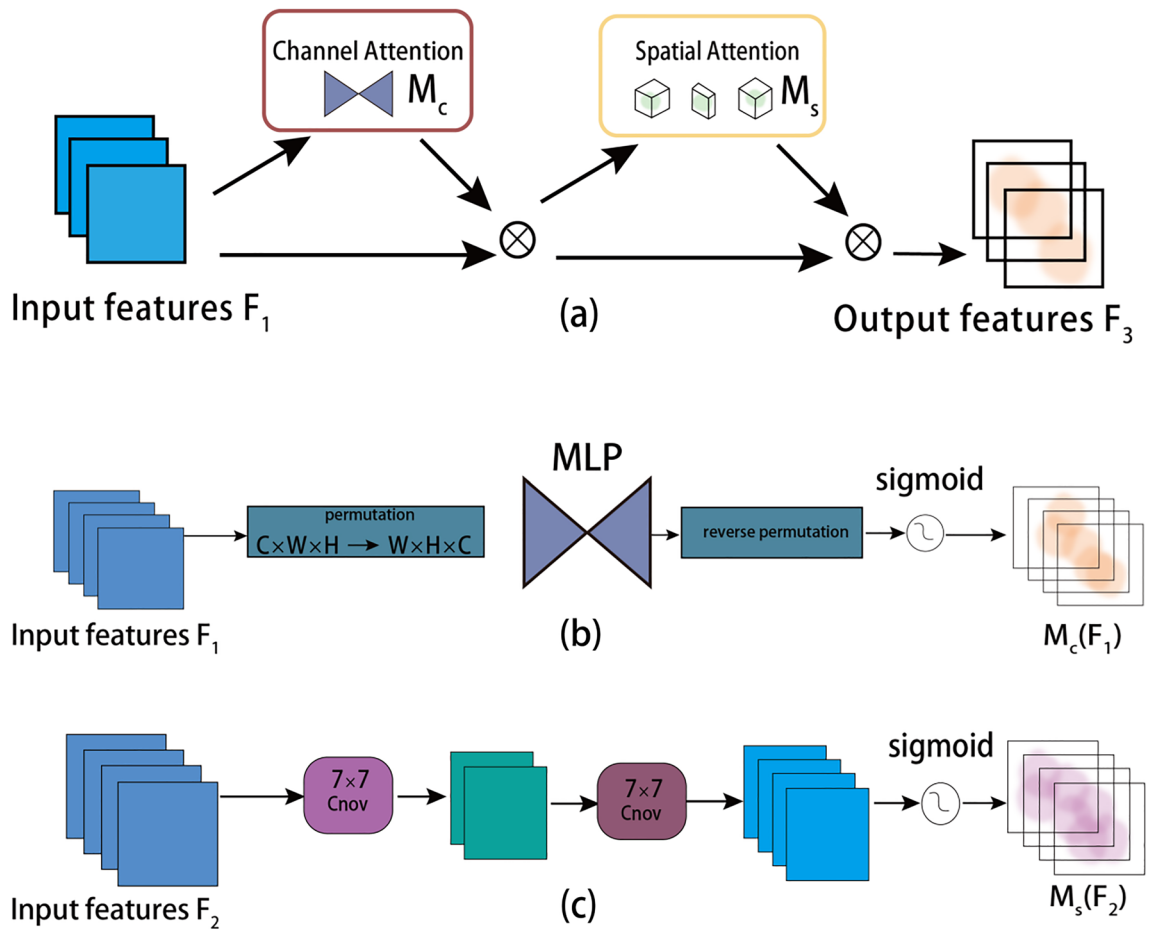 Channel Attention
Mc
Spatial Attention
Ms
Input features F1
(a)
Output features F3
MLP
permutation
C×W×H → W×H×C
reverse permutation
sigmoid
Input features F1
(b)
Mc(F1)
7×7
Cnov
7×7
Cnov
sigmoid
Input features F2
(c)
Ms(F2)